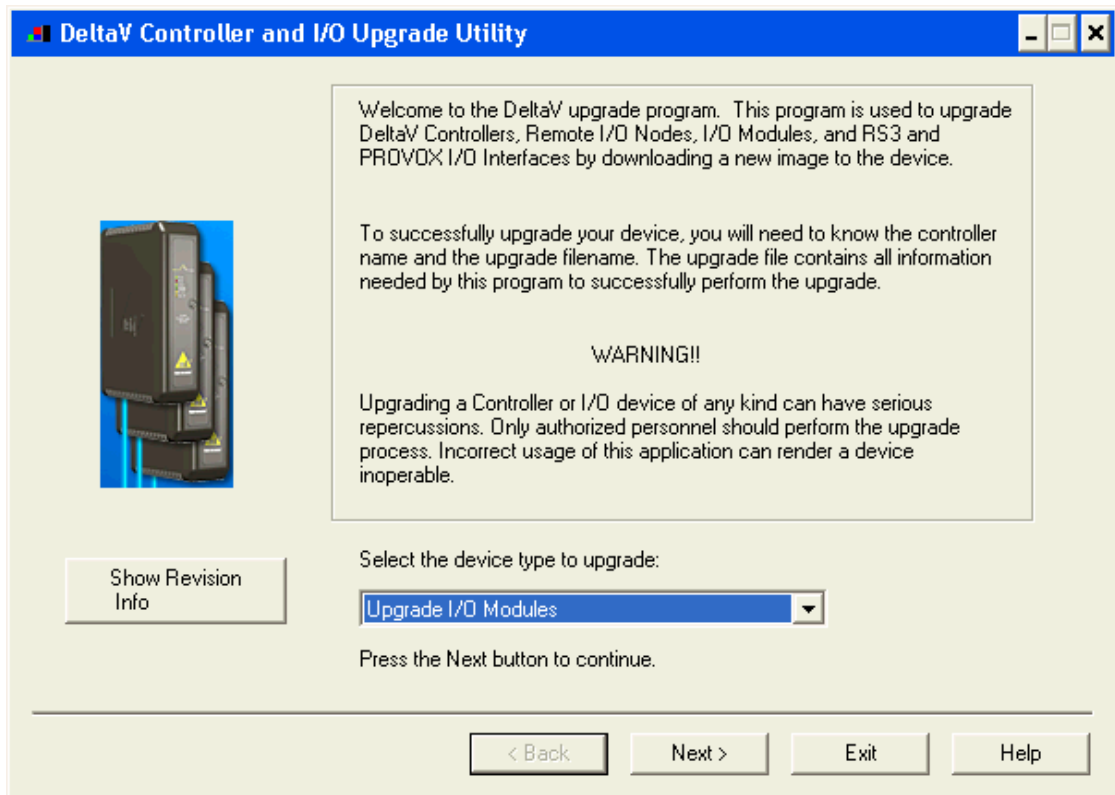 DeltaV Controller and I/O Upgrade Utility
Welcome to the DeltaV upgrade program.  This program is used to upgrade
DeltaV Controllers, Remote I/O Nodes, I/O Modules, and RS3 and
PROVOX I/O Interfaces by downloading a new image to the device.
To successfully upgrade your device, you will need to know the controller
name and the upgrade filename. The upgrade file contains all information
needed by this program to successfully perform the upgrade.
WARNING!!
Upgrading a Controller or I/O device of any kind can have serious
repercussions. Only authorized personnel should perform the upgrade
process. Incorrect usage of this application can render a device
inoperable.
Show Revision
Info
Select the device type to upgrade:
Upgrade I/O Modules
Press the Next button to continue.
< Back
Next >
Exit
Help